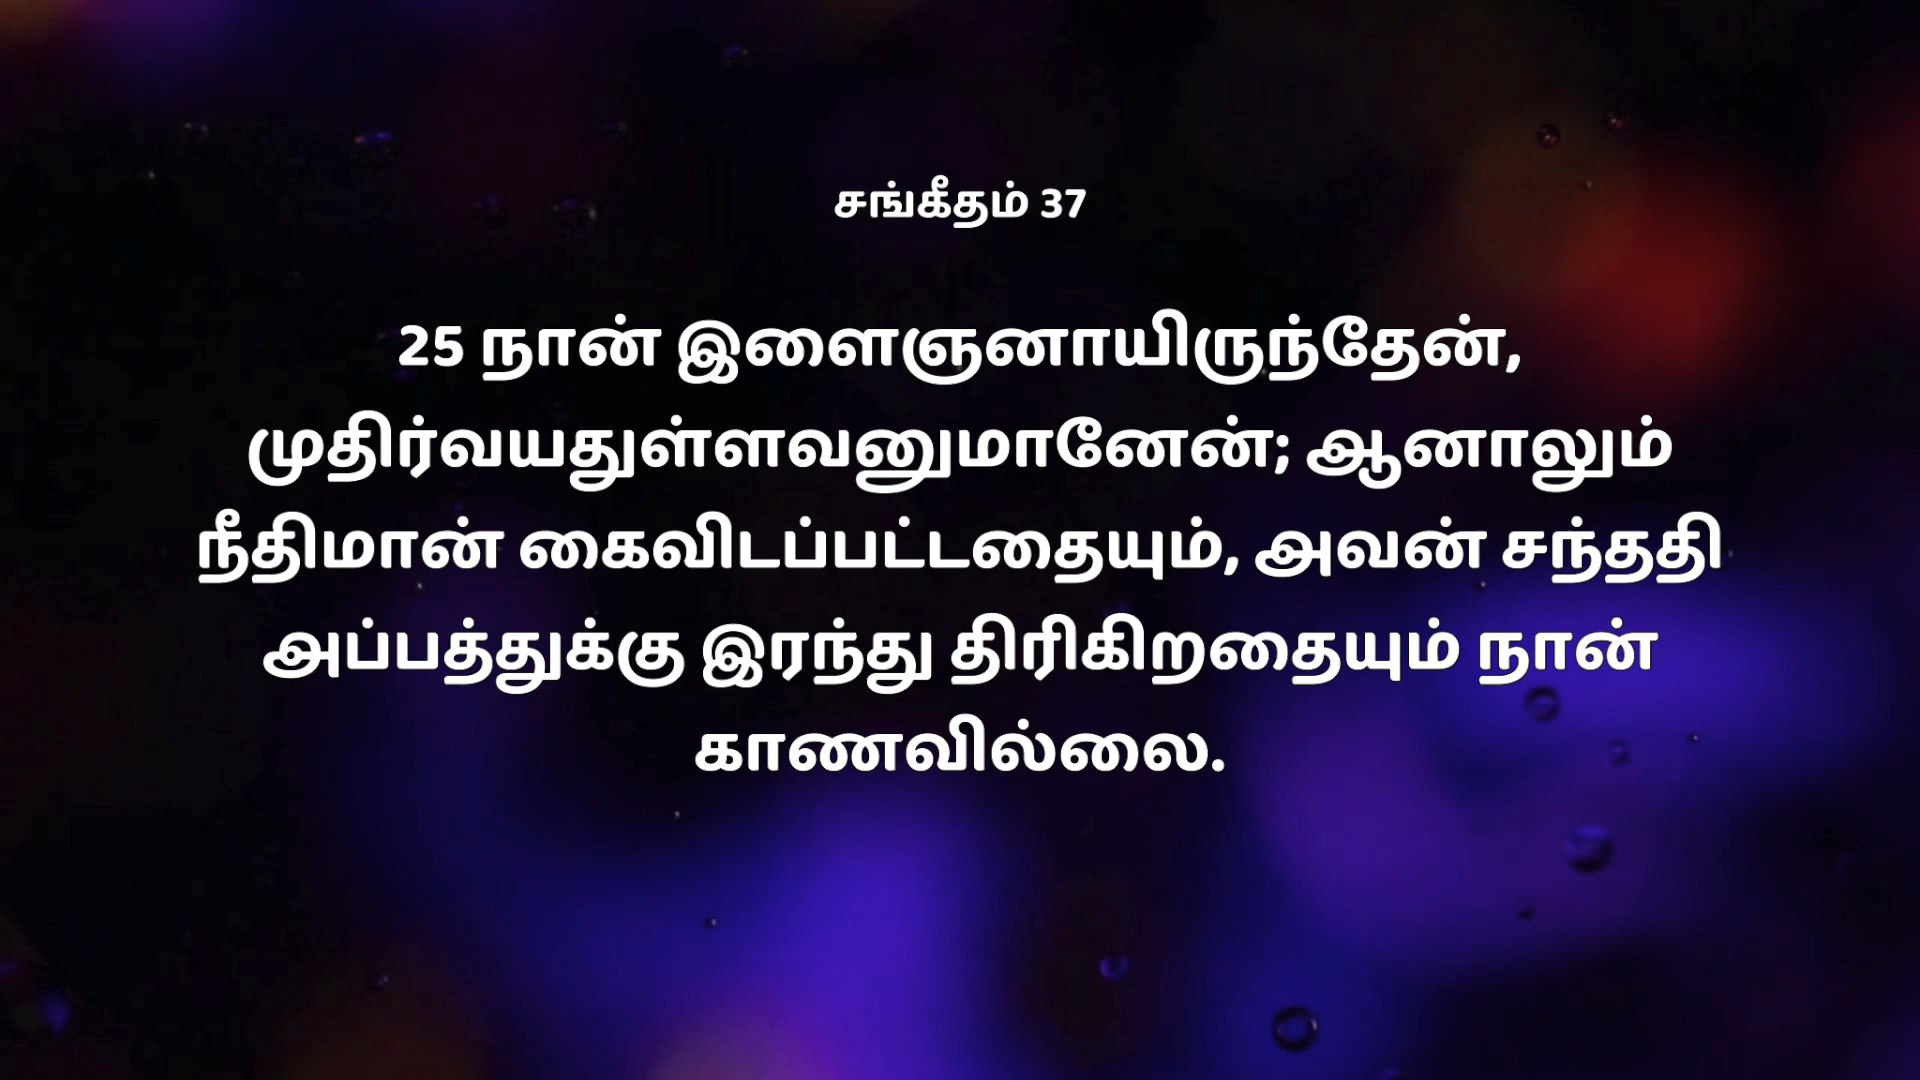 சங்கீதம் 37
25 நான் இளைஞனாயிருந்தேன்,
முதிர்வயதுள்ளவனுமானேன்; ஆனாலும்
நீதிமான் கைவிடப்பட்டதையும், அவன் சந்ததி
அப்பத்துக்கு இரந்து திரிகிறதையும் நான்
காணவில்லை.